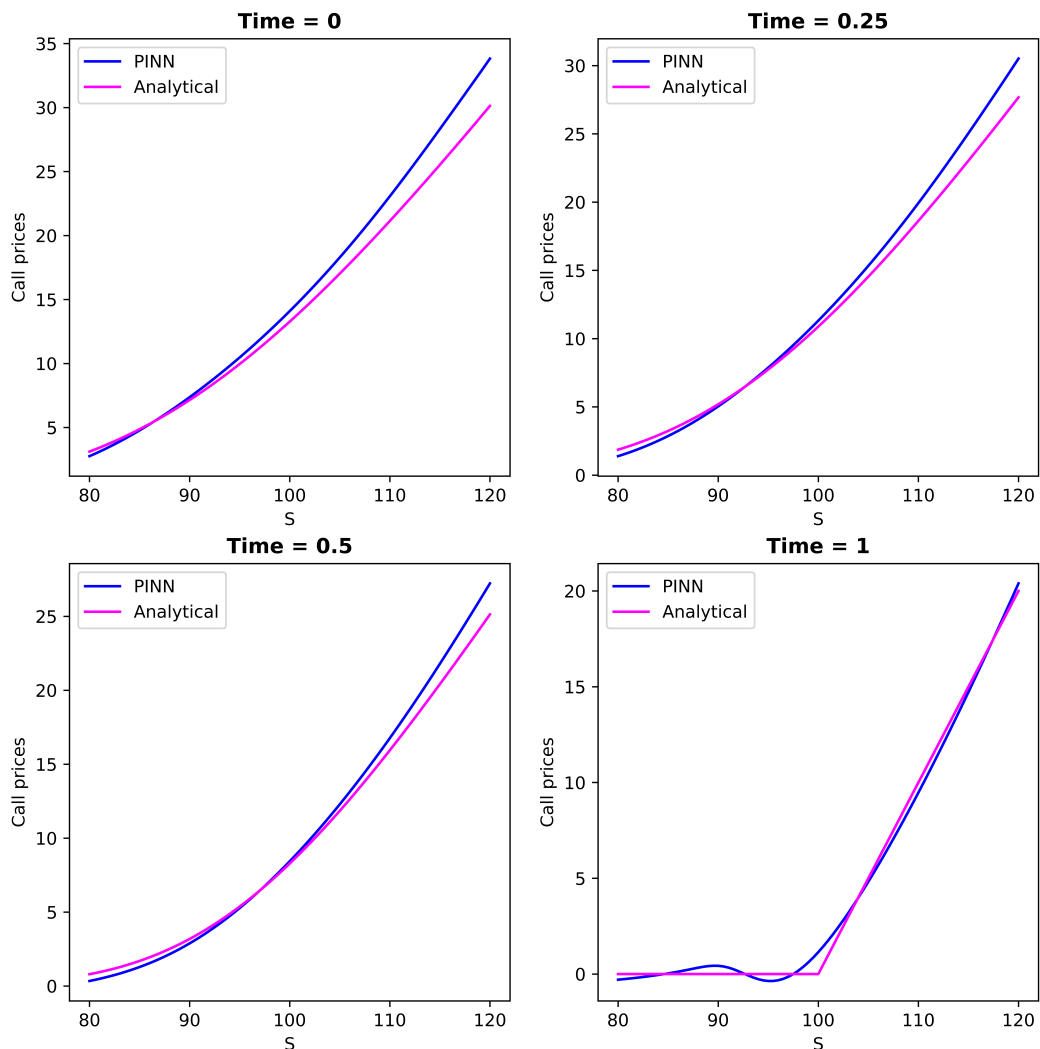 Time = 0
35
30
25
20
15
10
5
Call prices
PINN
Analytical
80 90 100 110 120
S
Time = 0.25
30
25
20
15
10
5
0
Call prices
PINN
Analytical
80 90 100 110 120
S
Time = 0.5
25
20
15
10
5
0
Call prices
PINN
Analytical
80 90 100 110 120
S
Time = 1
20
15
10
5
0
Call prices
PINN
Analytical
80 90 100 110 120
S